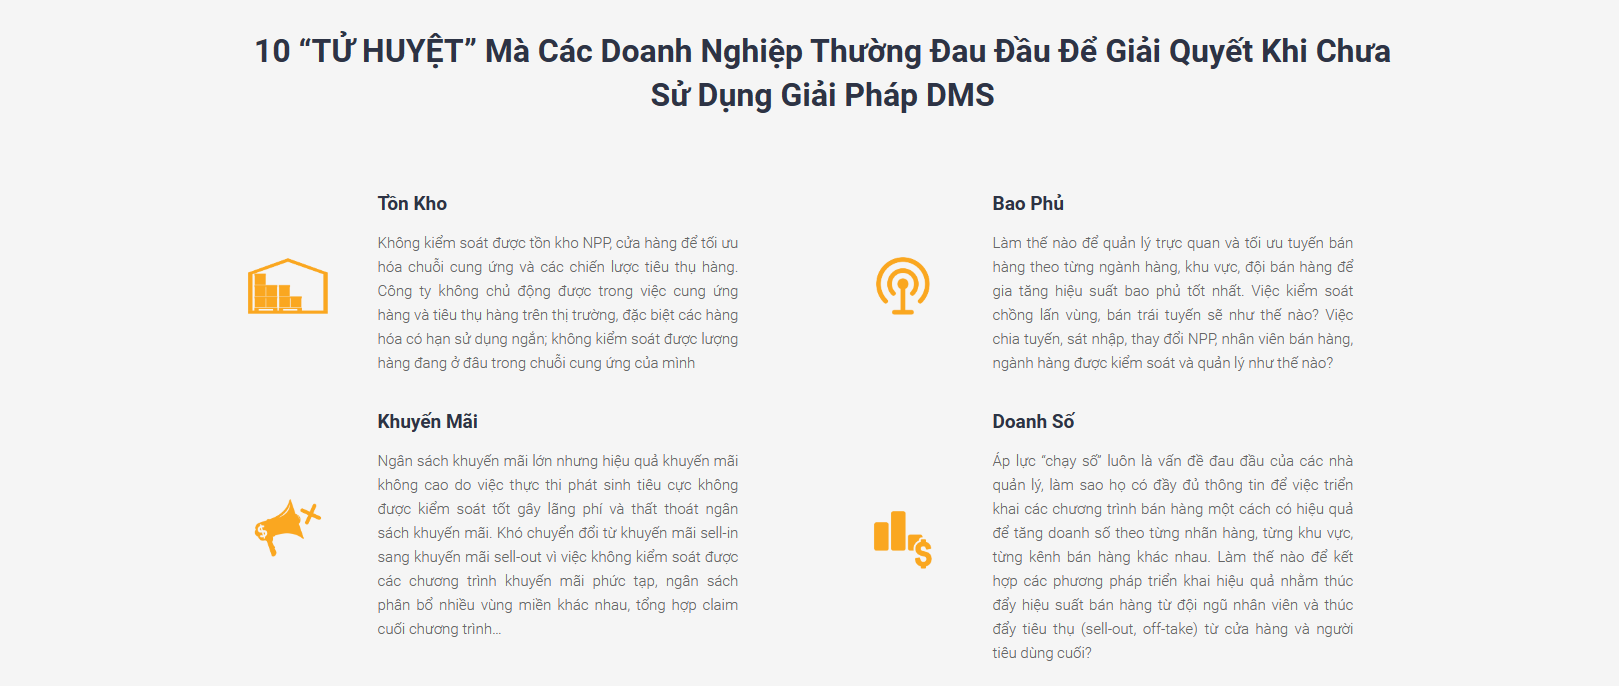 10 “TỬ HUYỆT” Mà Các Doanh Nghiệp Thường Đau Đầu Để Giải Quyết Khi Chưa
Sử Dụng Giải Pháp DMS
Tồn Kho
Không kiểm soát được tồn kho NPP, cửa hàng để tối ưu
hóa chuỗi cung ứng và các chiến lược tiêu thụ hàng.
Công ty không chủ động được trong việc cung ứng
hàng và tiêu thụ hàng trên thị trường, đặc biệt các hàng
hóa có hạn sử dụng ngắn; không kiểm soát được lượng
hàng đang ở đâu trong chuỗi cung ứng của mình
Bao Phủ
Làm thế nào để quản lý trực quan và tối ưu tuyến bán
hàng theo từng ngành hàng, khu vực, đội bán hàng để
gia tăng hiệu suất bao phủ tốt nhất. Việc kiểm soát
chồng lấn vùng, bán trái tuyến sẽ như thế nào? Việc
chia tuyến, sát nhập, thay đổi NPP, nhân viên bán hàng,
ngành hàng được kiểm soát và quản lý như thế nào?
Khuyến Mãi
Ngân sách khuyến mãi lớn nhưng hiệu quả khuyến mãi
không cao do việc thực thi phát sinh tiêu cực không
được kiểm soát tốt gây lãng phí và thất thoát ngân
sách khuyến mãi. Khó chuyển đổi từ khuyến mãi sell-in
sang khuyến mãi sell-out vì việc không kiểm soát được
các chương trình khuyến mãi phức tạp, ngân sách
phân bổ nhiều vùng miền khác nhau, tổng hợp claim
cuối chương trình…
Doanh Số
Áp lực “chạy số” luôn là vấn đề đau đầu của các nhà
quản lý, làm sao họ có đầy đủ thông tin để việc triển
khai các chương trình bán hàng một cách có hiệu quả
để tăng doanh số theo từng nhãn hàng, từng khu vực,
từng kênh bán hàng khác nhau. Làm thế nào để kết
hợp các phương pháp triển khai hiệu quả nhằm thúc
đẩy hiệu suất bán hàng từ đội ngũ nhân viên và thúc
đẩy tiêu thụ (sell-out, off-take) từ cửa hàng và người
tiêu dùng cuối?